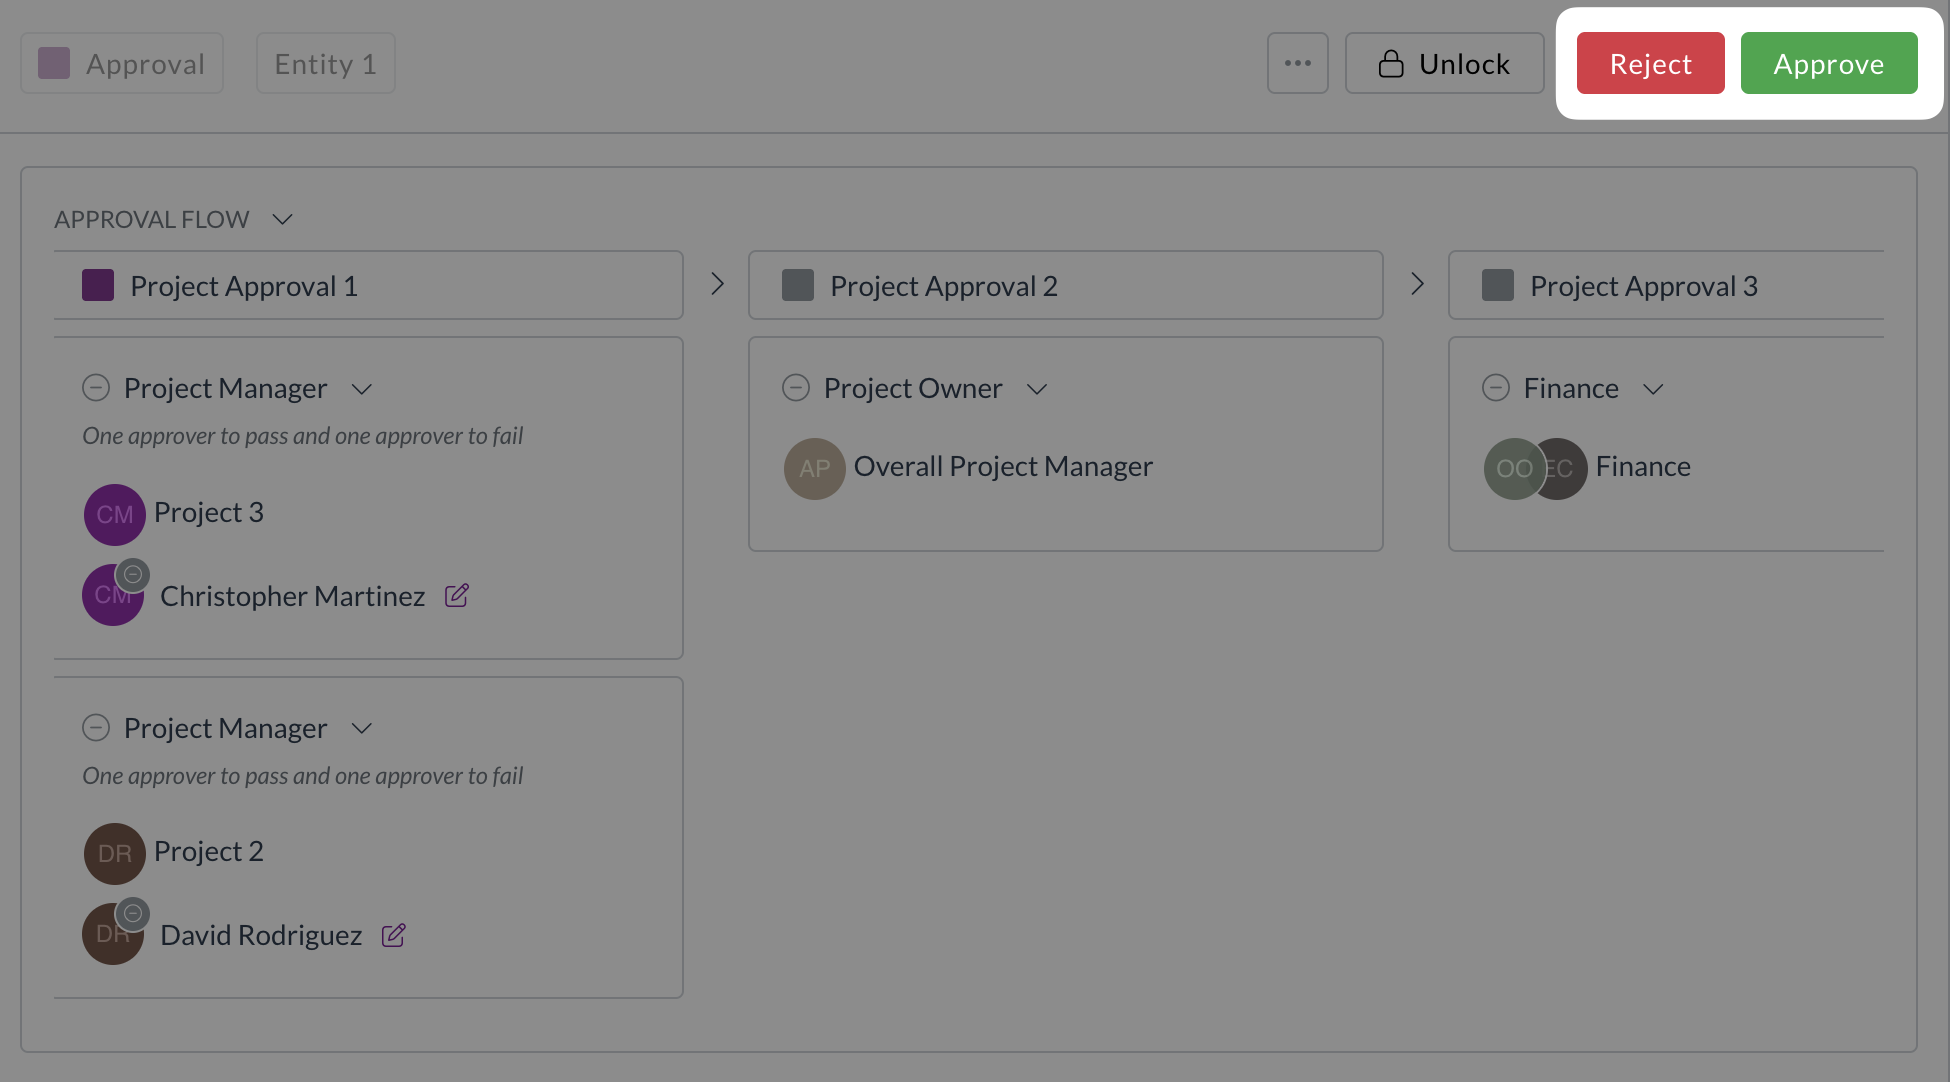 Approval
Entity 1
Unlock
Reject
Approve
APPROVAL FLOW
Project Approval 1
Project Approval 2
Project Approval 3
Project Manager
One approver to pass and one approver to fail
CM Project 3
CM Christopher Martinez
Project Manager
One approver to pass and one approver to fail
DR Project 2
DR David Rodriguez
Project Owner
AP Overall Project Manager
Finance
OO EC Finance